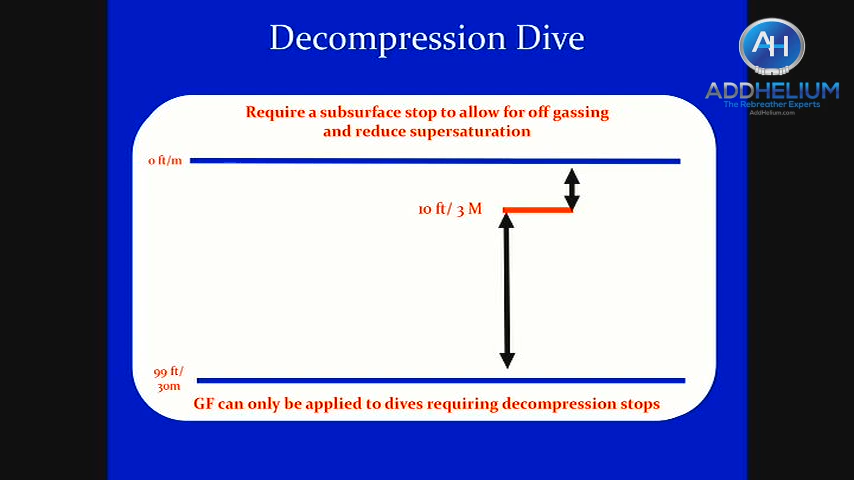 Decompression Dive
AH
ADDHELIUM
The Rebreather Experts
AddHelium.com
Require a subsurface stop to allow for off gassing
and reduce supersaturation
0 ft/m
10 ft/ 3 M
99 ft/
30m
GF can only be applied to dives requiring decompression stops